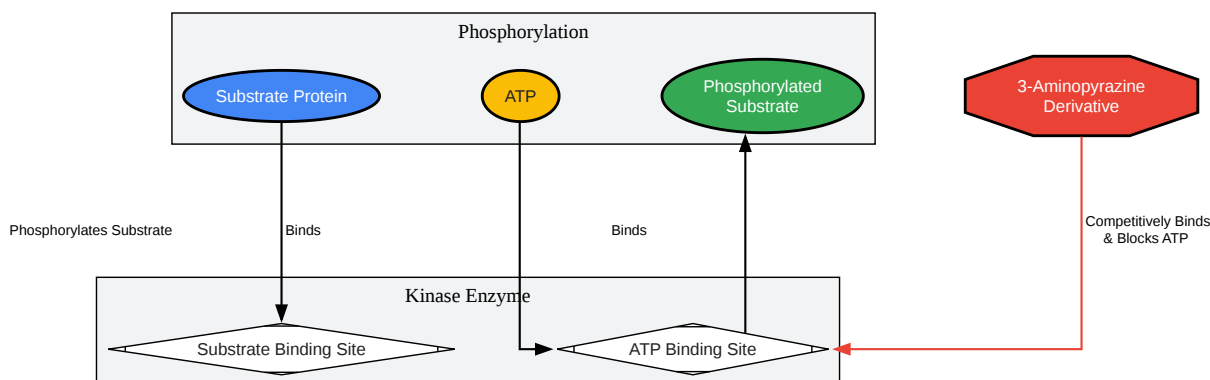 Phosphorylation
Substrate Protein
ATP
Phosphorylated
Substrate
3-Aminopyrazine
Derivative
Phosphorylates Substrate
Binds
Binds
Competitively Binds
& Blocks ATP
Kinase Enzyme
Substrate Binding Site
ATP Binding Site